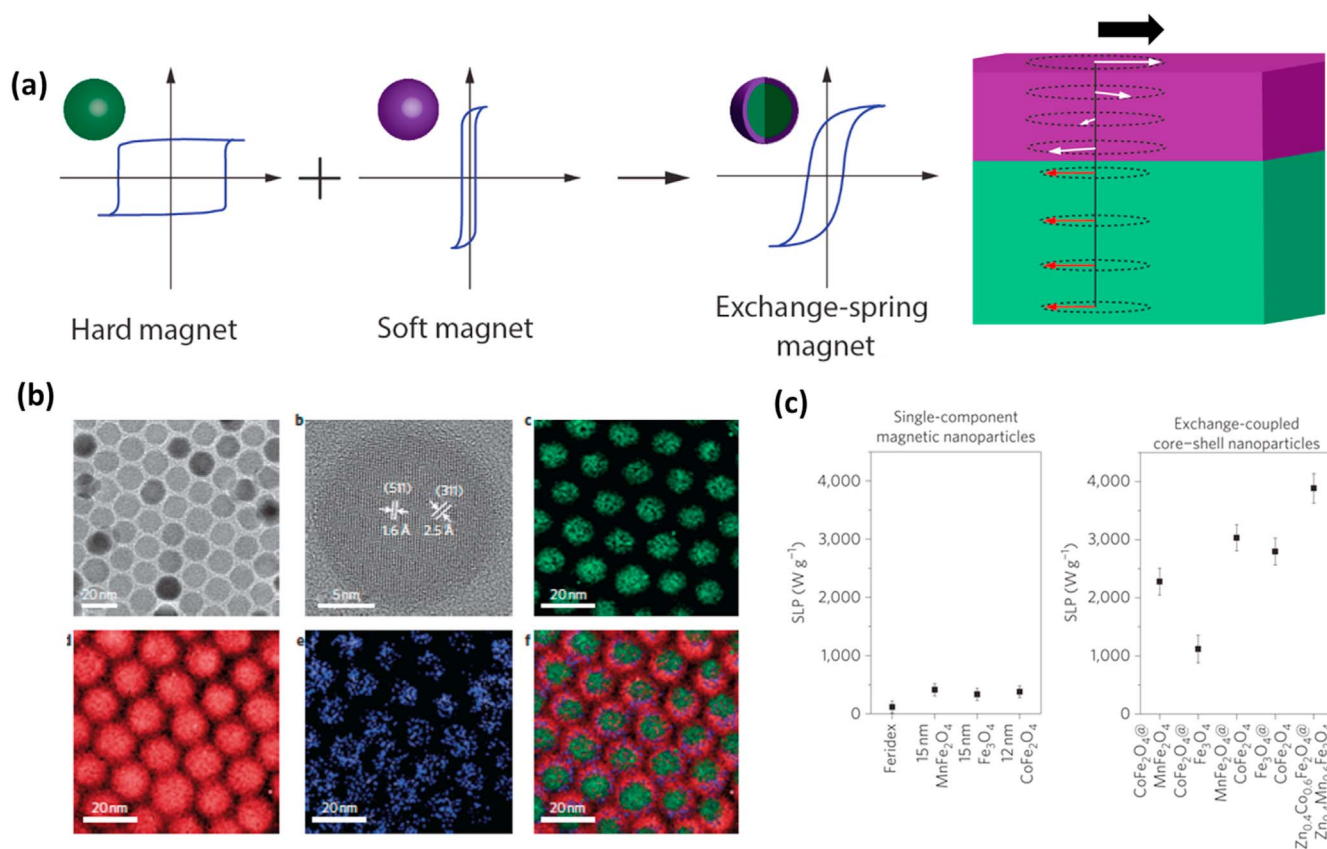 (a)
Hard magnet
Soft magnet
Exchange-spring
magnet
(b)
20 nm
b
(511)
(311)
1.6 Å
2.5 Å
5 nm
c
20 nm
d
20 nm
e
20 nm
f
20 nm
(c)
Single-component
magnetic nanoparticles
SLP (W g⁻¹)
4,000
3,000
2,000
1,000
0
Feridex
15 nm
MnFe₂O₄
15 nm
Fe₃O₄
12 nm
CoFe₂O₄
Exchange-coupled
core–shell nanoparticles
SLP (W g⁻¹)
4,000
3,000
2,000
1,000
0
CoFe₂O₄@
MnFe₂O₄
CoFe₂O₄@
Fe₃O₄
MnFe₂O₄@
CoFe₂O₄
Fe₃O₄@
CoFe₂O₄
Zn₀.₄Co₀.₆Fe₂O₄@